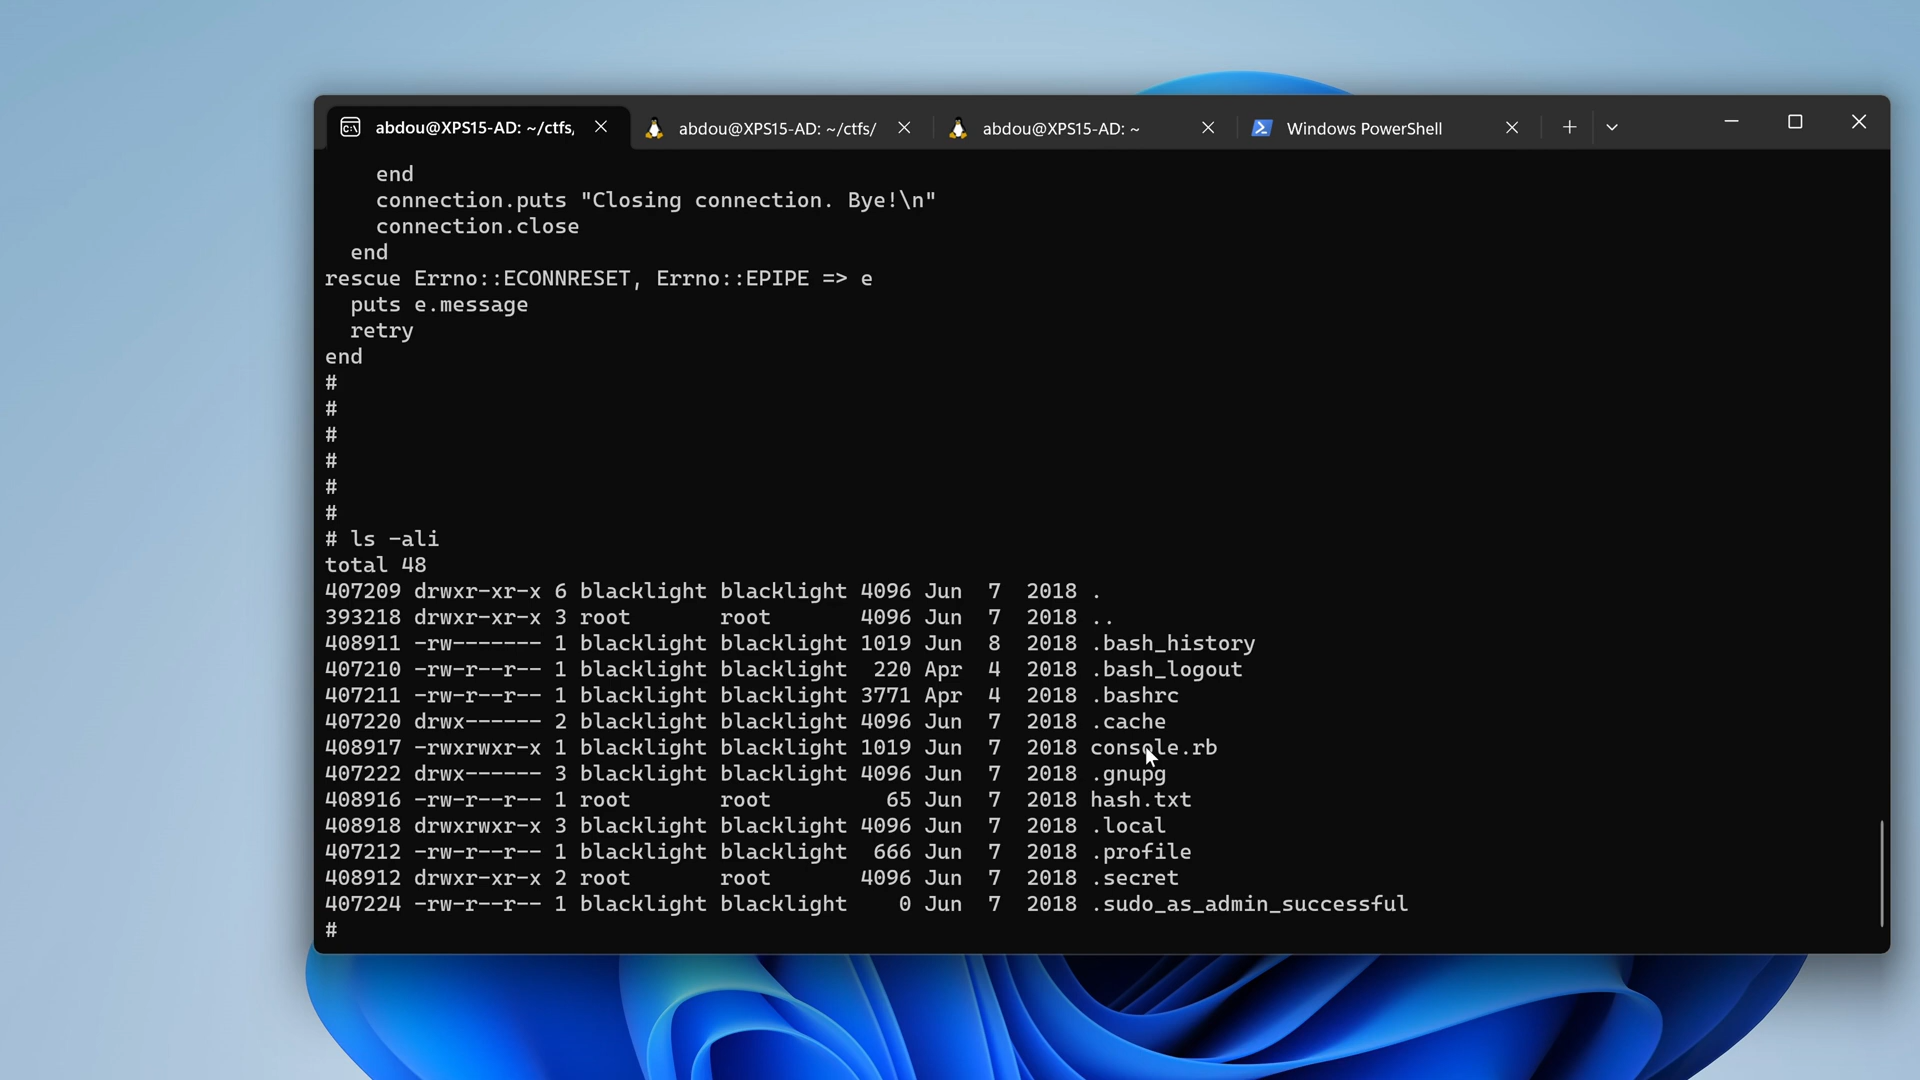 abdou@XPS15-AD: ~/ctfs, abdou@XPS15-AD: ~/ctfs/ abdou@XPS15-AD: ~ Windows PowerShell
    end
    connection.puts "Closing connection. Bye!\n"
    connection.close
  end
rescue Errno::ECONNRESET, Errno::EPIPE => e
  puts e.message
  retry
end
#
#
#
#
#
#
# ls -ali
total 48
407209 drwxr-xr-x 6 blacklight blacklight 4096 Jun  7  2018 .
393218 drwxr-xr-x 3 root       root       4096 Jun  7  2018 ..
408911 -rw------- 1 blacklight blacklight 1019 Jun  8  2018 .bash_history
407210 -rw-r--r-- 1 blacklight blacklight  220 Apr  4  2018 .bash_logout
407211 -rw-r--r-- 1 blacklight blacklight 3771 Apr  4  2018 .bashrc
407220 drwx------ 2 blacklight blacklight 4096 Jun  7  2018 .cache
408917 -rwxrwxr-x 1 blacklight blacklight 1019 Jun  7  2018 console.rb
407222 drwx------ 3 blacklight blacklight 4096 Jun  7  2018 .gnupg
408916 -rw-r--r-- 1 root       root         65 Jun  7  2018 hash.txt
408918 drwxrwxr-x 3 blacklight blacklight 4096 Jun  7  2018 .local
407212 -rw-r--r-- 1 blacklight blacklight  666 Jun  7  2018 .profile
408912 drwxr-xr-x 2 root       root       4096 Jun  7  2018 .secret
407224 -rw-r--r-- 1 blacklight blacklight    0 Jun  7  2018 .sudo_as_admin_successful
#